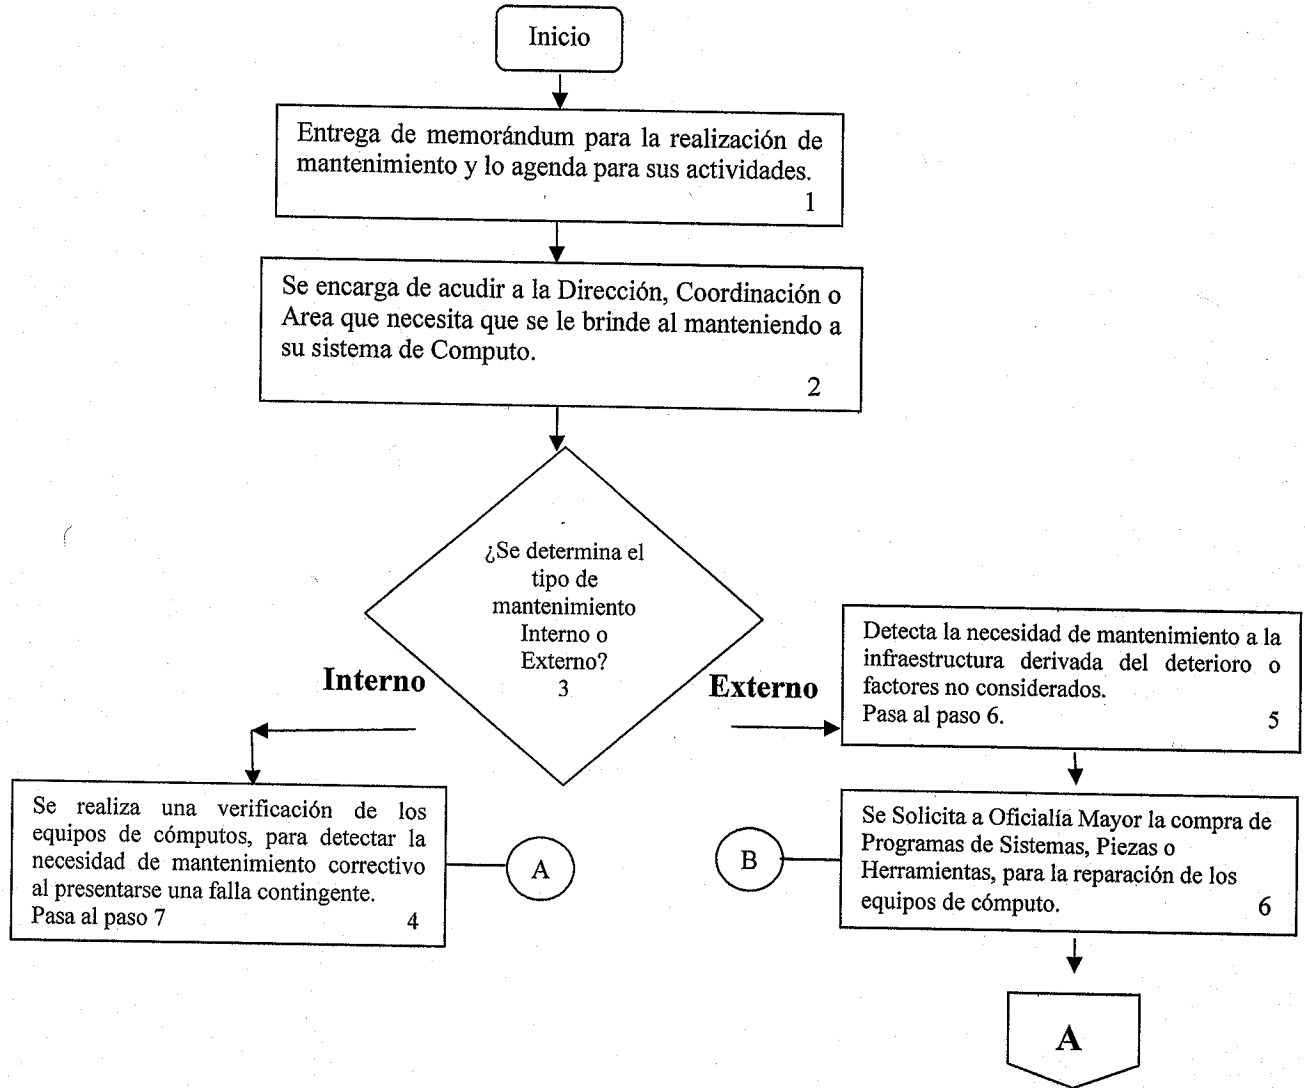 Inicio
Entrega de memorándum para la realización de
mantenimiento y lo agenda para sus actividades.
1
Se encarga de acudir a la Dirección, Coordinación o
Area que necesita que se le brinde al manteniendo a
su sistema de Computo.
2
¿Se determina el
tipo de
mantenimiento
Interno o
Externo?
3
Interno
Externo
Detecta la necesidad de mantenimiento a la
infraestructura derivada del deterioro o
factores no considerados.
Pasa al paso 6. 5
Se realiza una verificación de los
equipos de cómputos, para detectar la
necesidad de mantenimiento correctivo
al presentarse una falla contingente.
Pasa al paso 7 4
A
B
Se Solicita a Oficialía Mayor la compra de
Programas de Sistemas, Piezas o
Herramientas, para la reparación de los
equipos de cómputo. 6
A